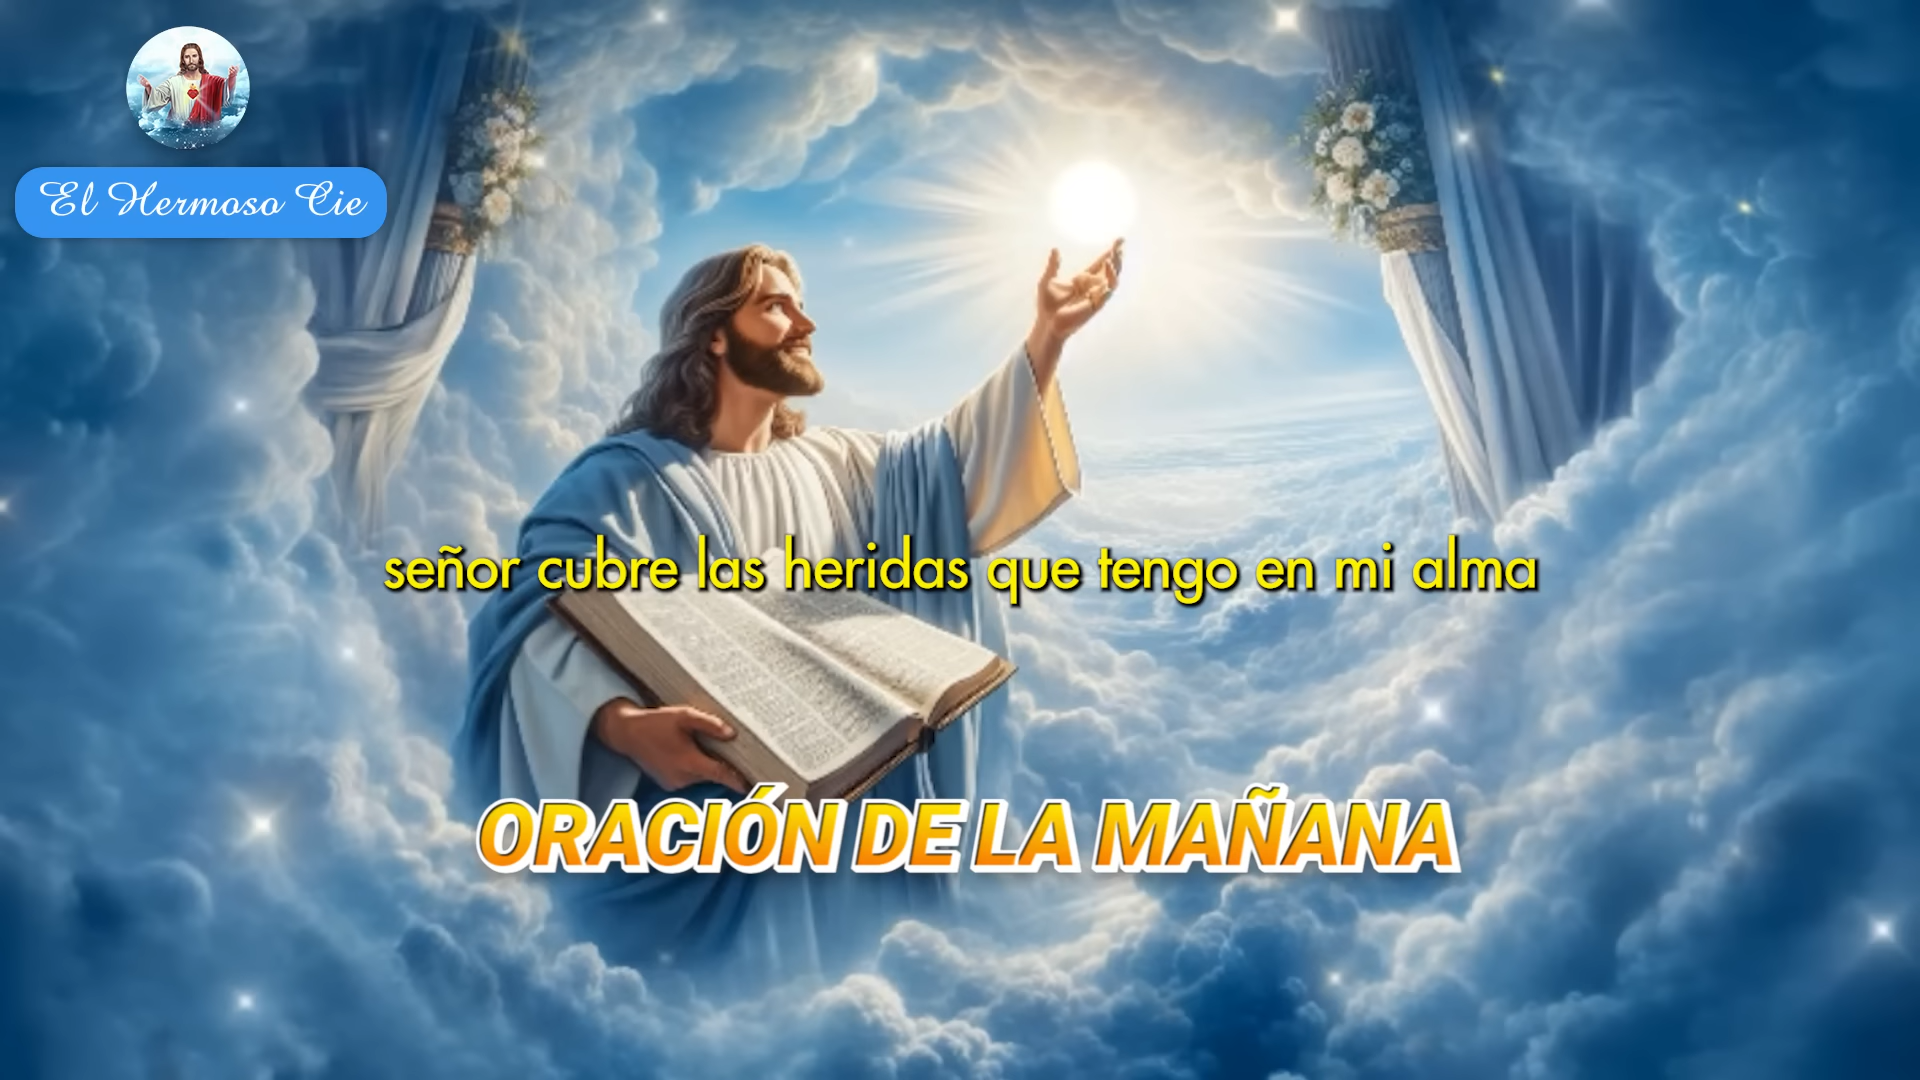 El Hermoso Cie
señor cubre las heridas que tengo en mi alma
ORACIÓN DE LA MAÑANA